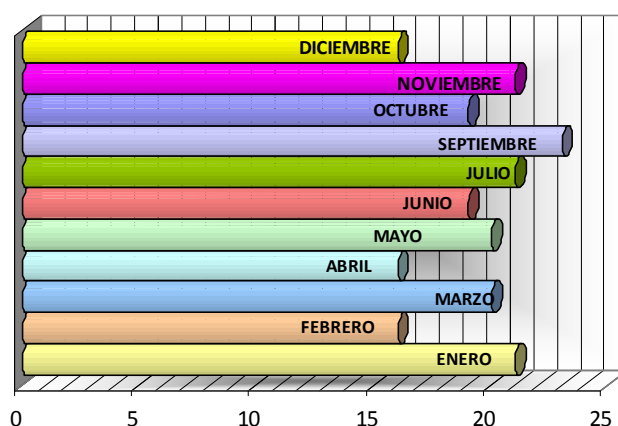 DICIEMBRE
NOVIEMBRE
OCTUBRE
SEPTIEMBRE
JULIO
JUNIO
MAYO
ABRIL
MARZO
FEBRERO
ENERO
0 5 10 15 20 25